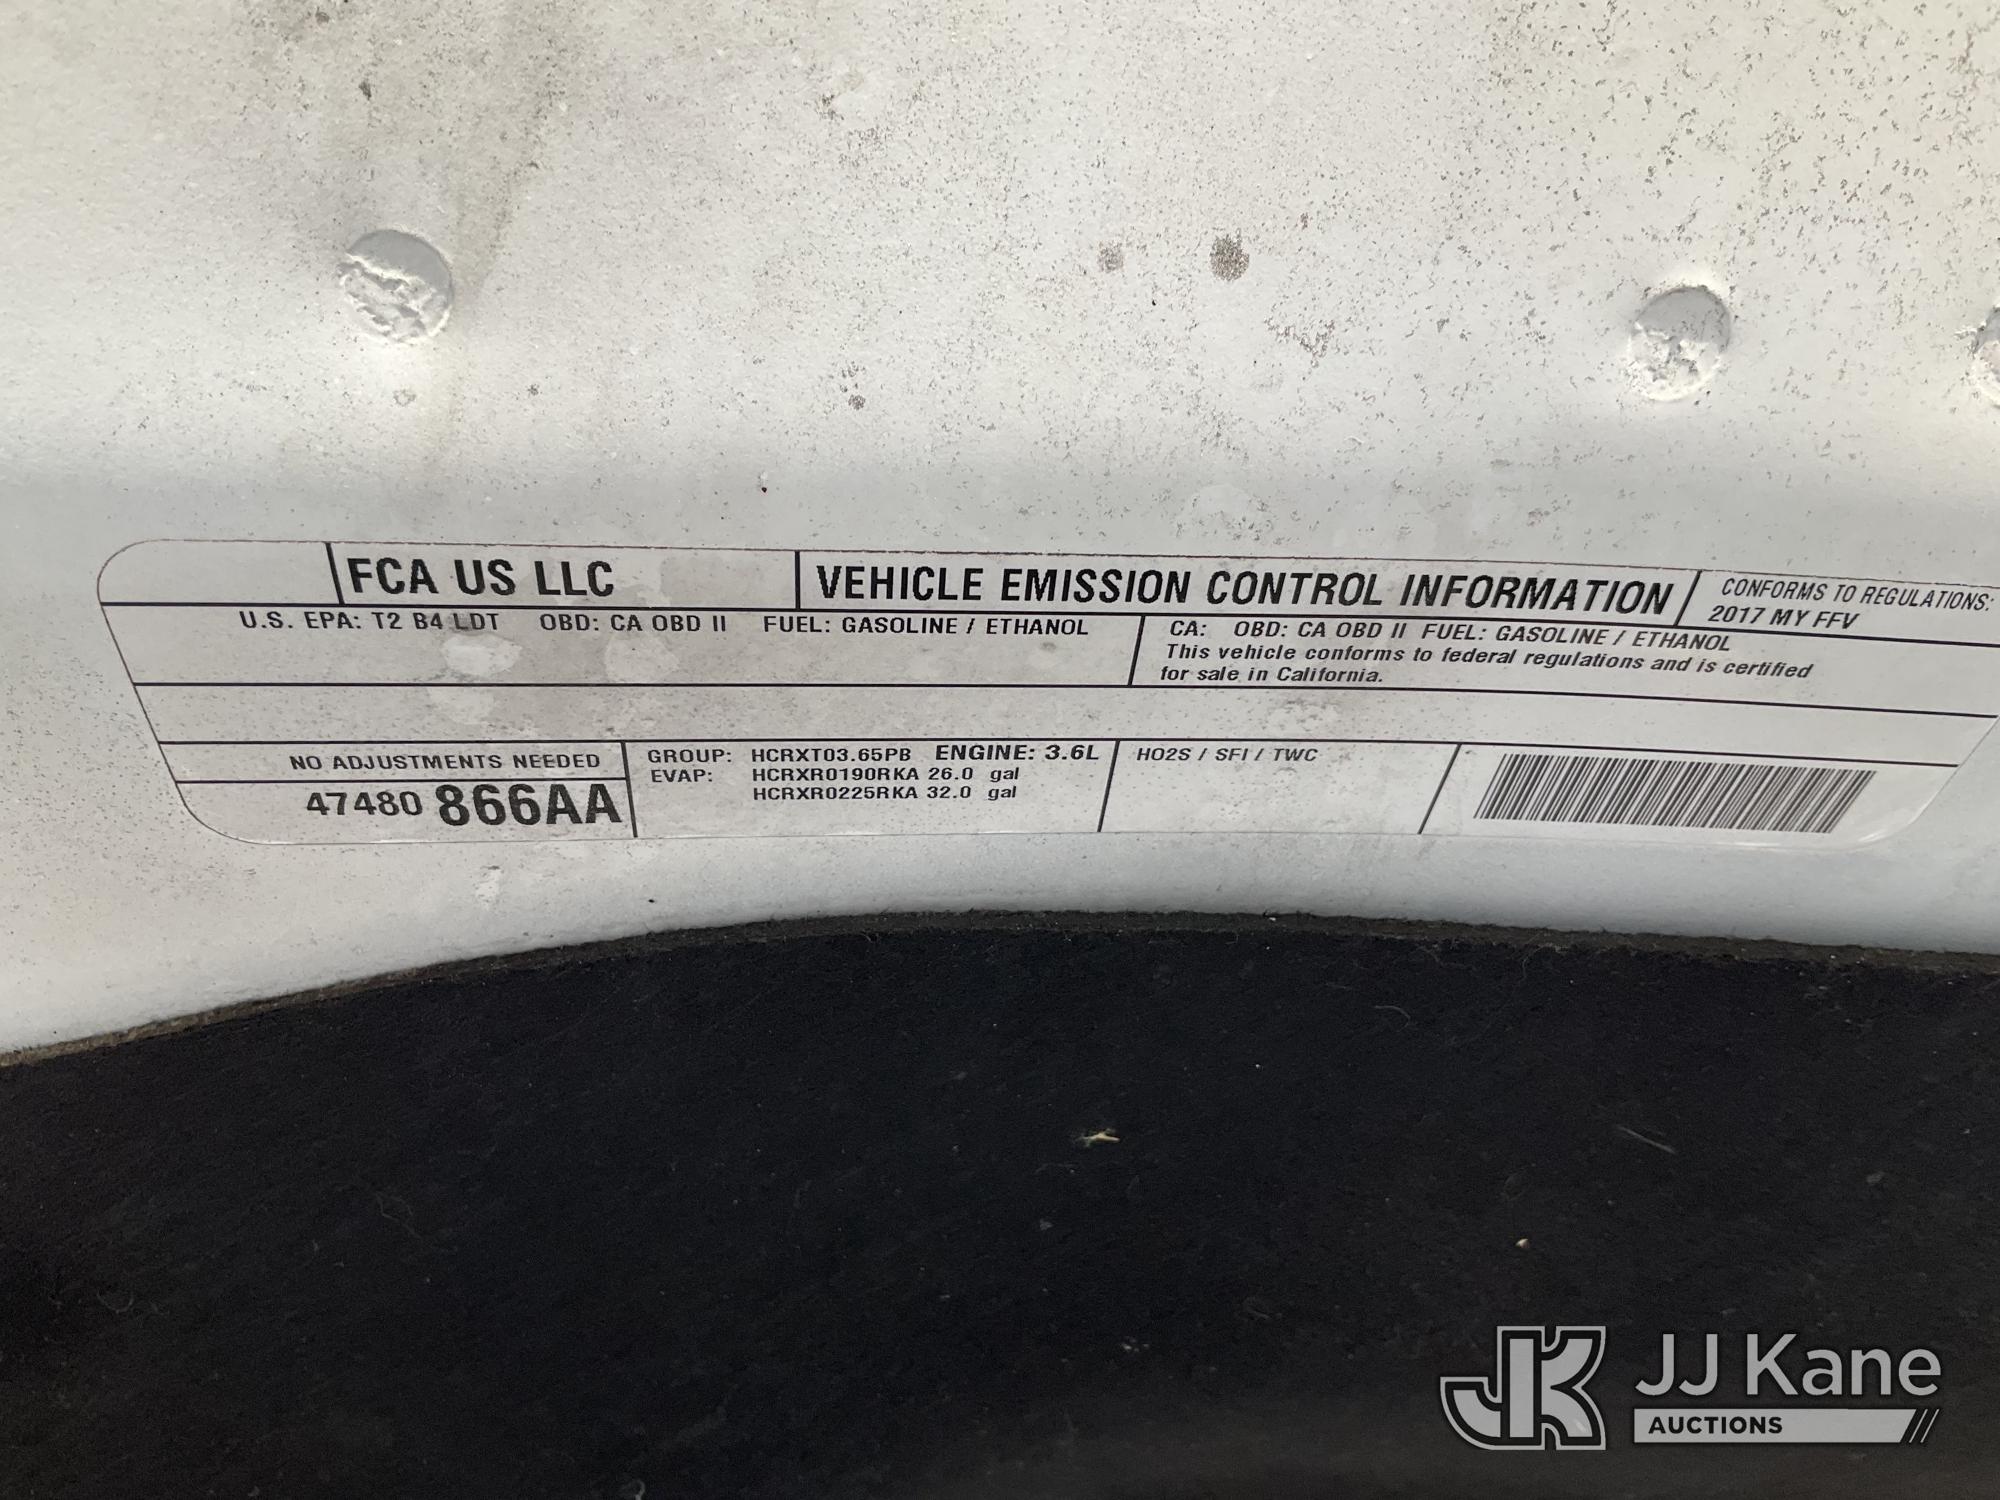 FCA US LLC
VEHICLE EMISSION CONTROL INFORMATION
CONFORMS TO REGULATIONS:
2017 MY FFV
U.S. EPA: T2 B4 LDT OBD: CA OBD II FUEL: GASOLINE / ETHANOL
CA: OBD: CA OBD II FUEL: GASOLINE / ETHANOL
This vehicle conforms to federal regulations and is certified
for sale in California.
NO ADJUSTMENTS NEEDED
47480 866AA
GROUP: HCRXT03.65PB ENGINE: 3.6L
EVAP: HCRXR0190RKA 26.0 gal
HCRXR0225RKA 32.0 gal
HO2S / SFI / TWC
JK JJ Kane
AUCTIONS